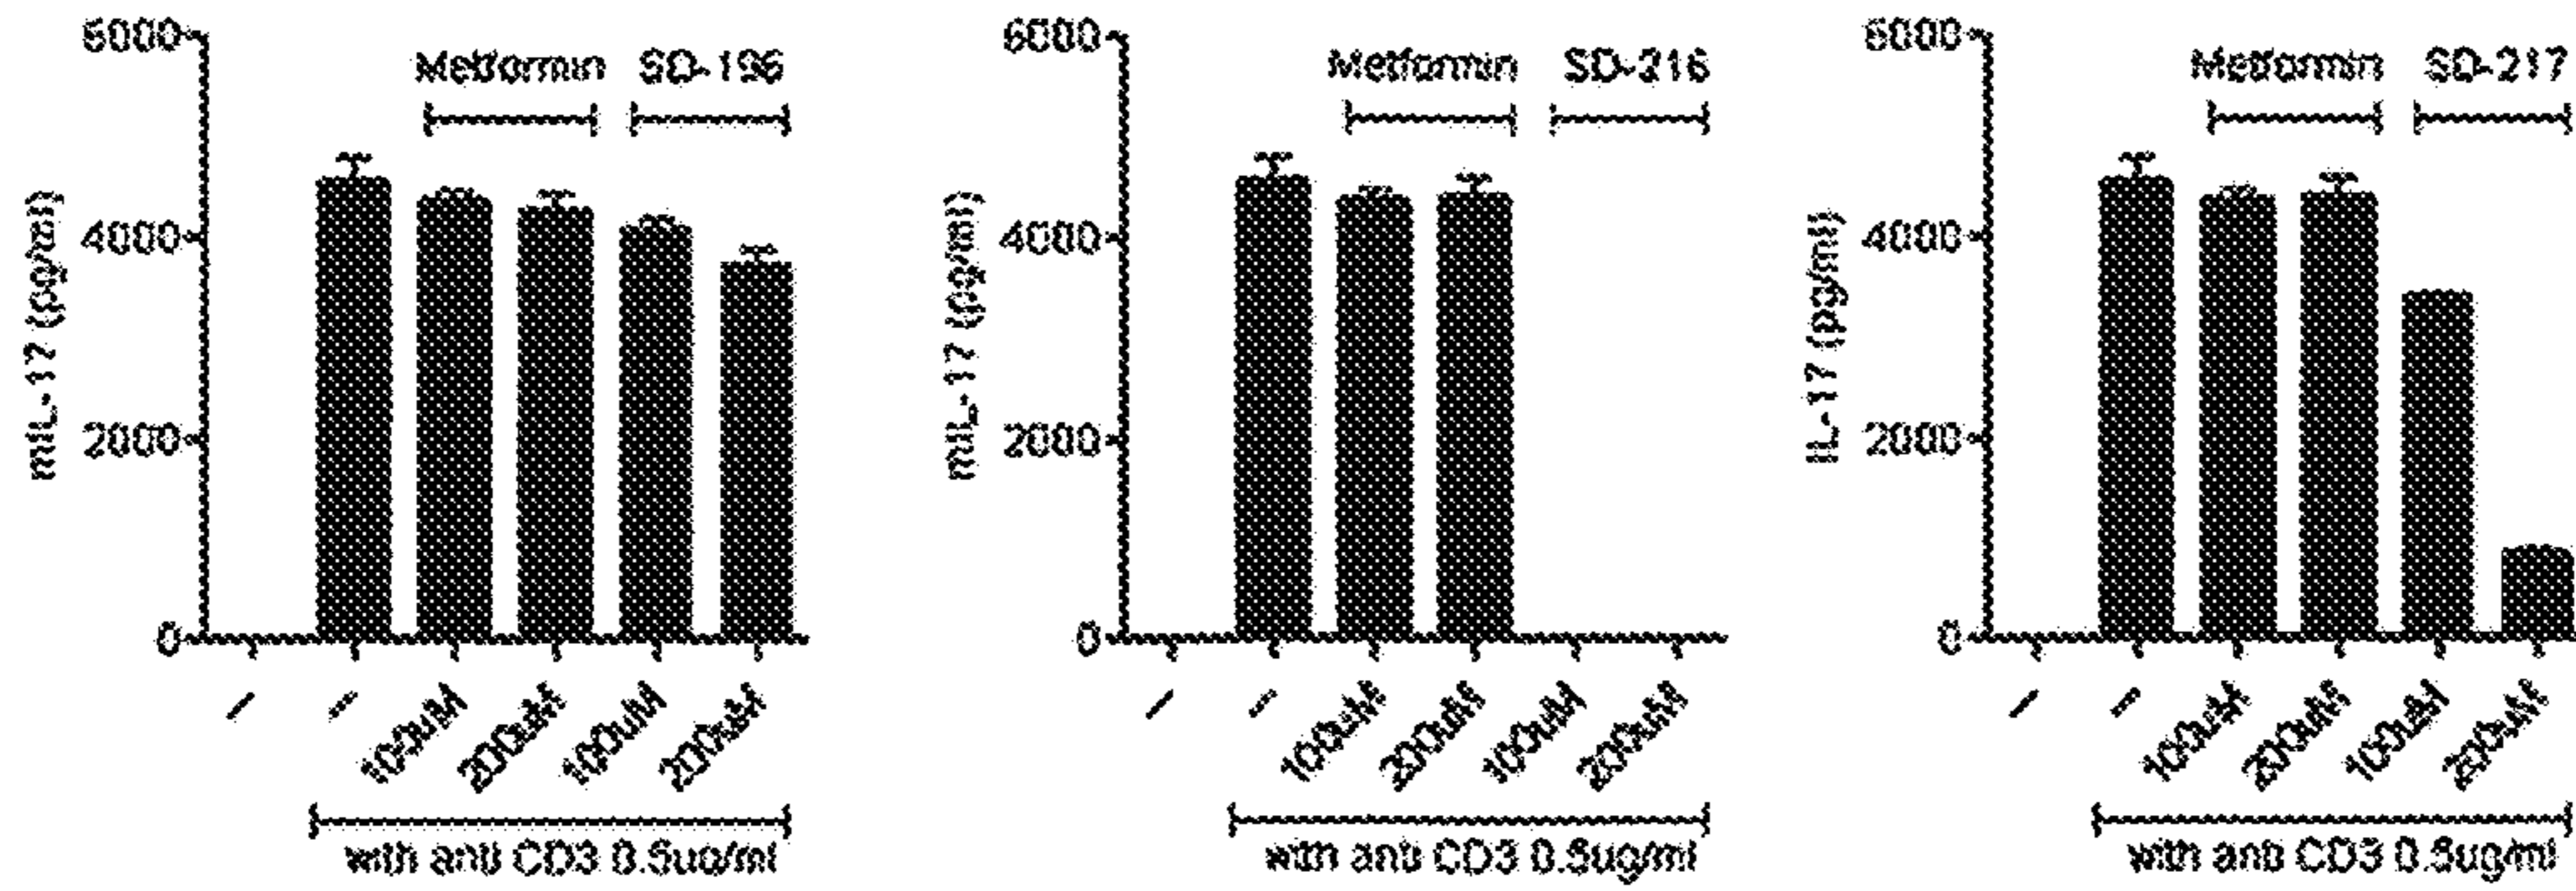 6000
Metformin SD-196
4000
2000
0
mIL-17 (pg/ml)
– – 100uM 200uM 100uM 200uM
with anti CD3 0.5ug/ml
6000
Metformin SD-216
4000
2000
0
mIL-17 (pg/ml)
– – 100uM 200uM 100uM 200uM
with anti CD3 0.5ug/ml
6000
Metformin SD-217
4000
2000
0
IL-17 (pg/ml)
– – 100uM 200uM 100uM 200uM
with anti CD3 0.5ug/ml